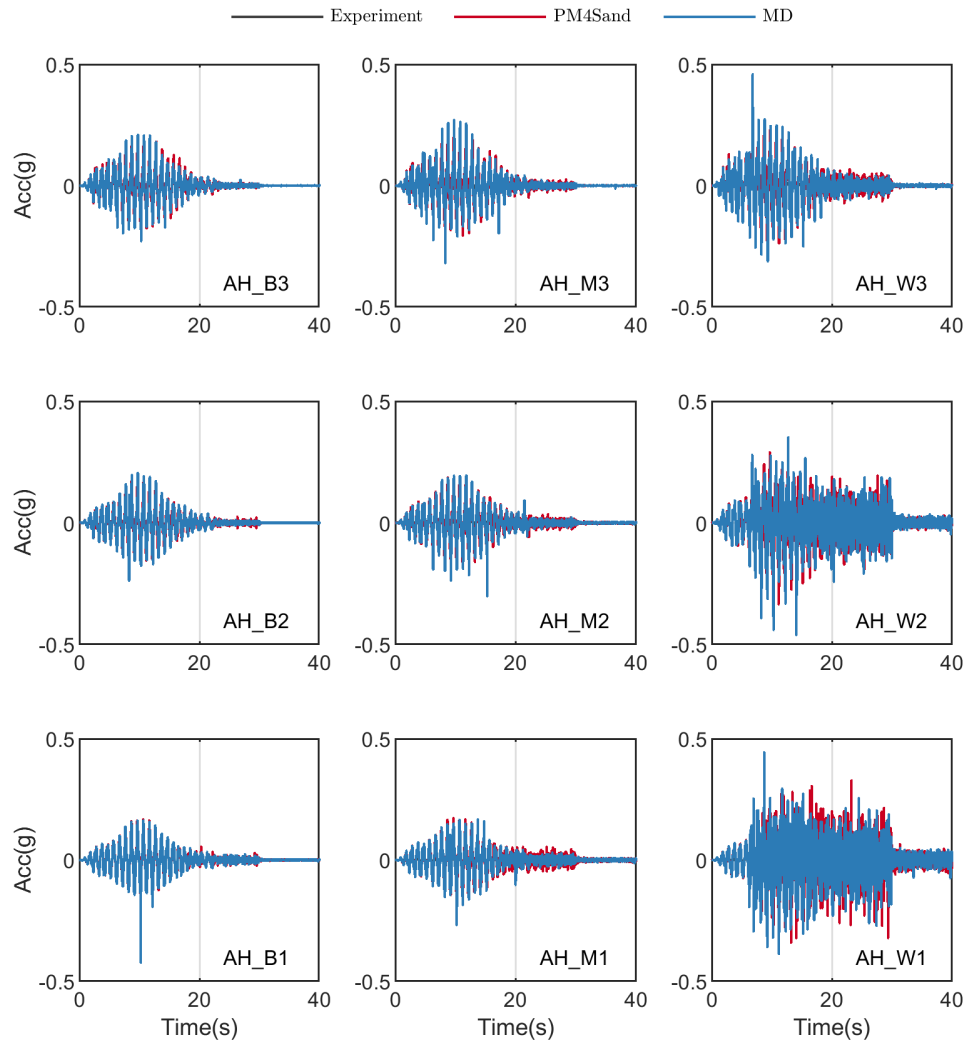 Experiment PM4Sand MD
0.5 0.5 0.5
Acc(g) 0 0 0
AH_B3 AH_M3 AH_W3
-0.5 -0.5 -0.5
0 20 40 0 20 40 0 20 40
0.5 0.5 0.5
Acc(g) 0 0 0
AH_B2 AH_M2 AH_W2
-0.5 -0.5 -0.5
0 20 40 0 20 40 0 20 40
0.5 0.5 0.5
Acc(g) 0 0 0
AH_B1 AH_M1 AH_W1
-0.5 -0.5 -0.5
0 20 40 0 20 40 0 20 40
Time(s) Time(s) Time(s)